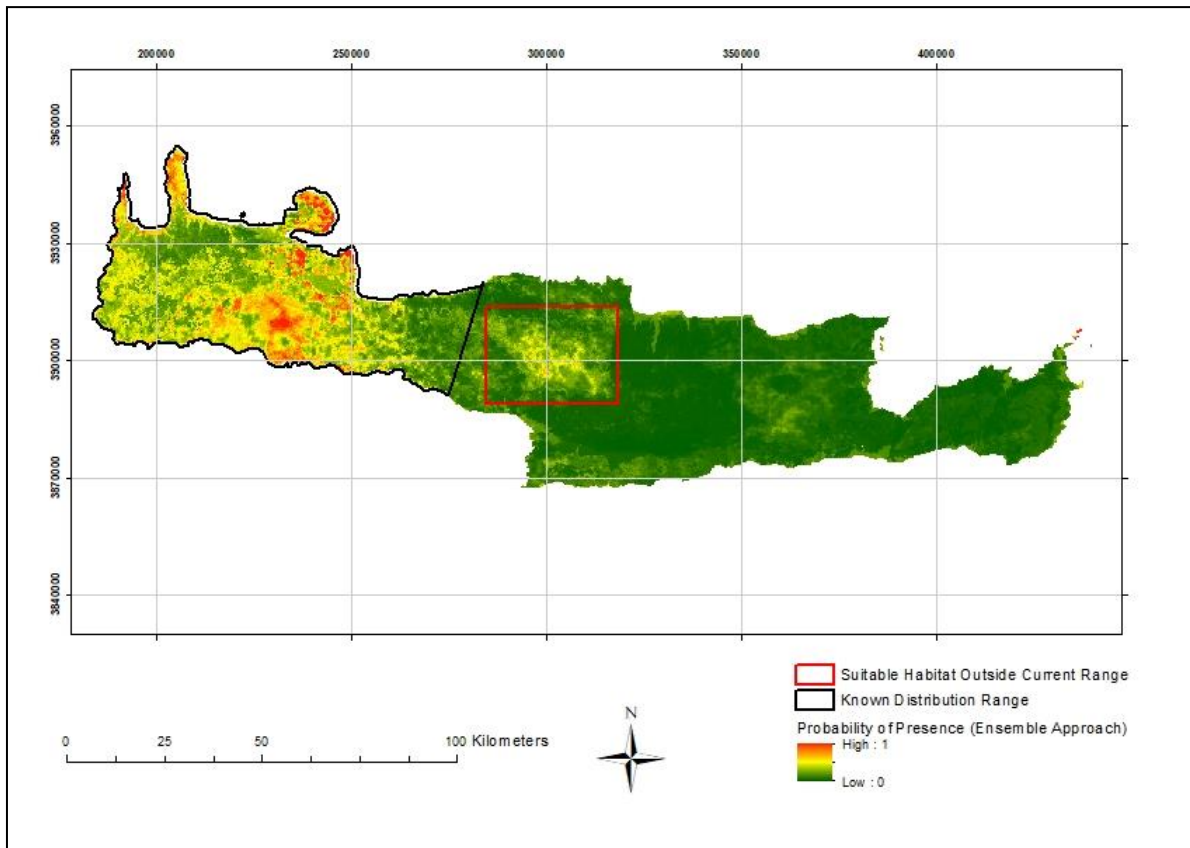 200000 250000 300000 350000 400000
3960000
3930000
3900000
3870000
3840000
Suitable Habitat Outside Current Range
Known Distribution Range
Probability of Presence (Ensemble Approach)
High : 1
Low : 0
N
0 25 50 100 Kilometers